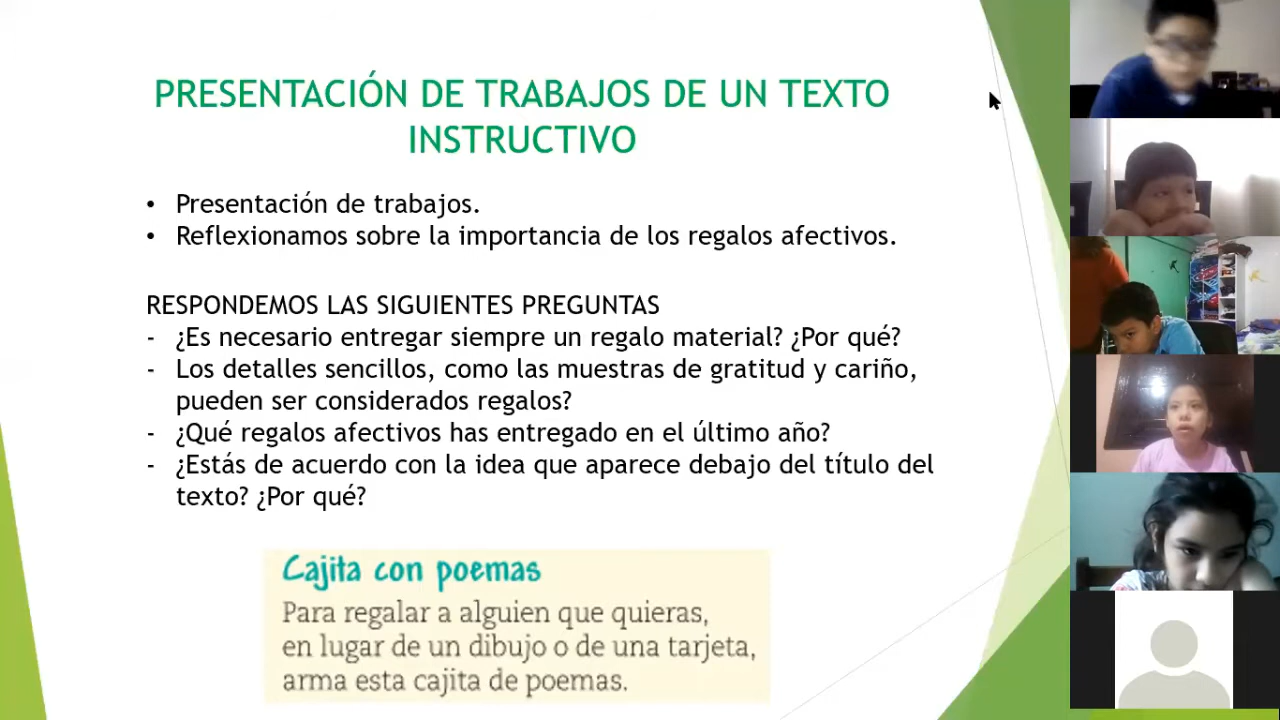 PRESENTACIÓN DE TRABAJOS DE UN TEXTO
INSTRUCTIVO
• Presentación de trabajos.
• Reflexionamos sobre la importancia de los regalos afectivos.
RESPONDEMOS LAS SIGUIENTES PREGUNTAS
- ¿Es necesario entregar siempre un regalo material? ¿Por qué?
- Los detalles sencillos, como las muestras de gratitud y cariño,
pueden ser considerados regalos?
- ¿Qué regalos afectivos has entregado en el último año?
- ¿Estás de acuerdo con la idea que aparece debajo del título del
texto? ¿Por qué?
Cajita con poemas
Para regalar a alguien que quieras,
en lugar de un dibujo o de una tarjeta,
arma esta cajita de poemas.